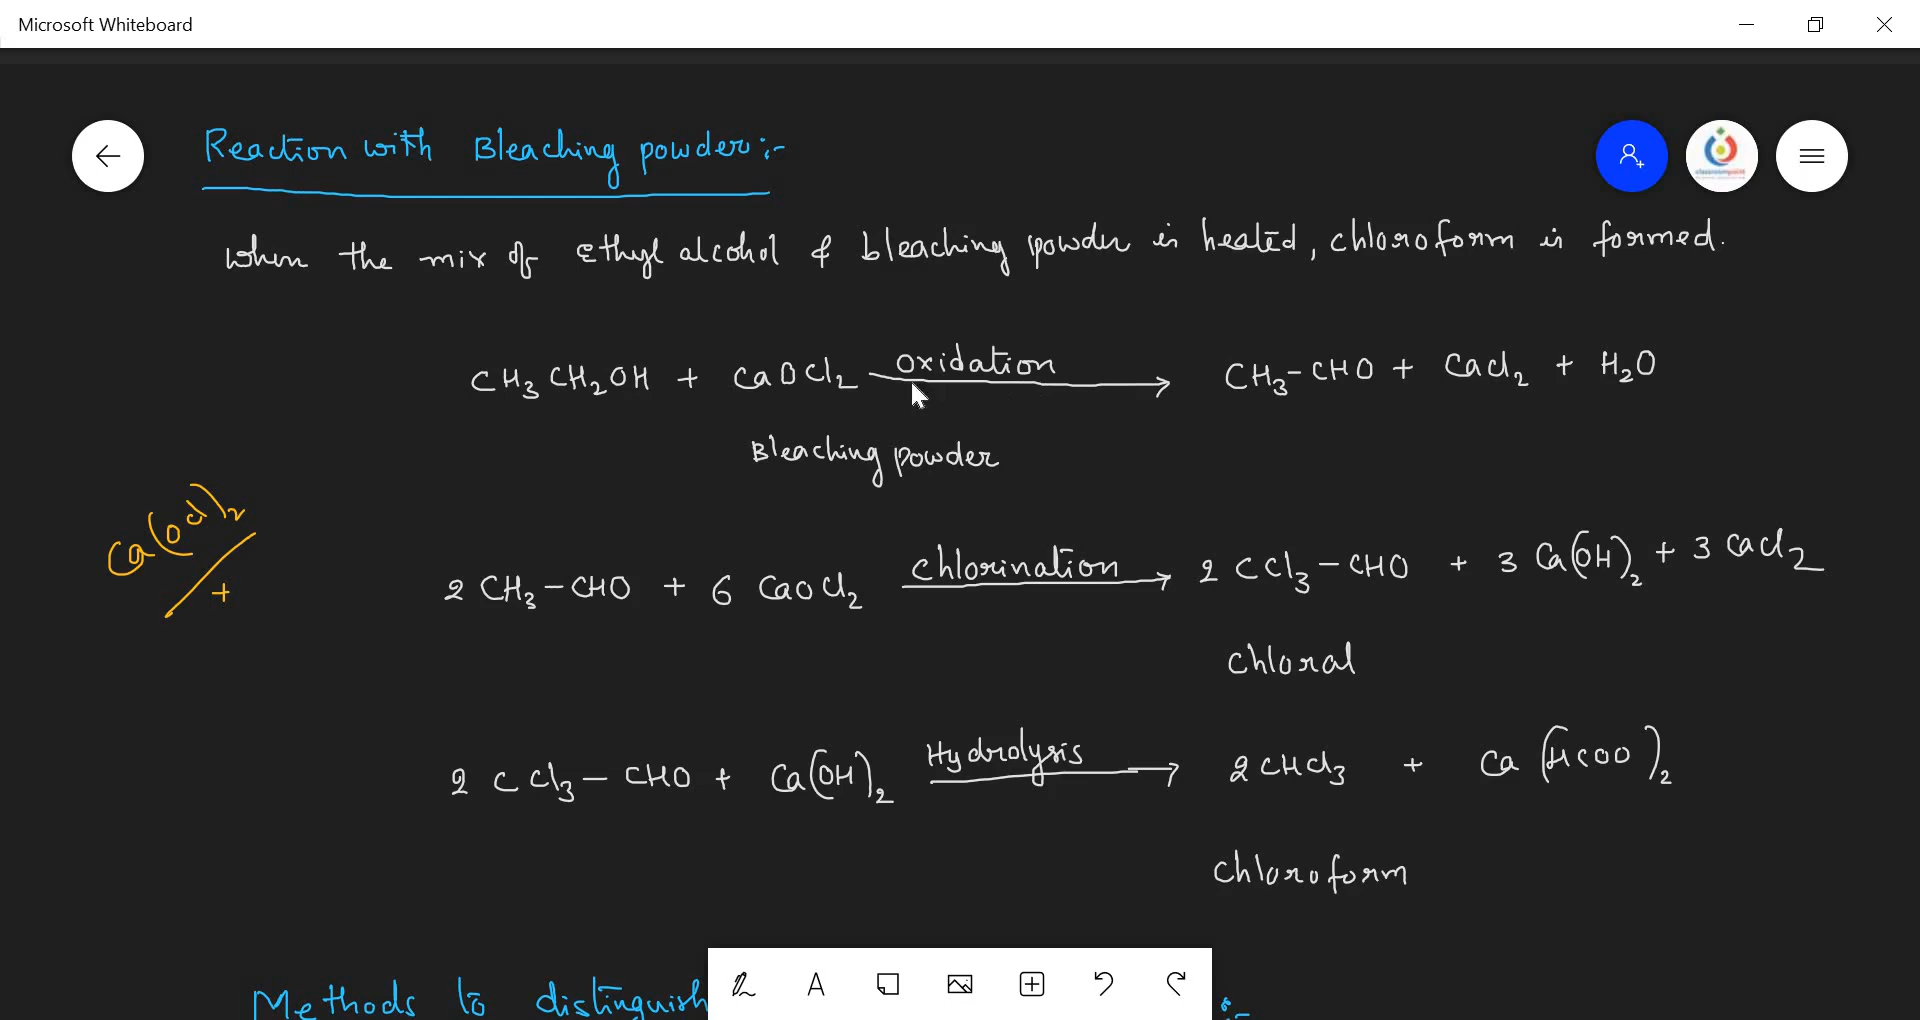 Microsoft Whiteboard
Reaction with Bleaching powder :-
When the mix of Ethyl alcohol & bleaching powder is heated, chloroform is formed.
CH3CH2OH + CaOCl2 Oxidation → CH3-CHO + CaCl2 + H2O
Bleaching powder
Ca(OCl)2
+
2 CH3-CHO + 6 CaOCl2 Chlorination → 2 CCl3-CHO + 3 Ca(OH)2 + 3 CaCl2
Chloral
2 CCl3-CHO + Ca(OH)2 Hydrolysis → 2CHCl3 + Ca(HCOO)2
Chloroform
Methods to distinguish